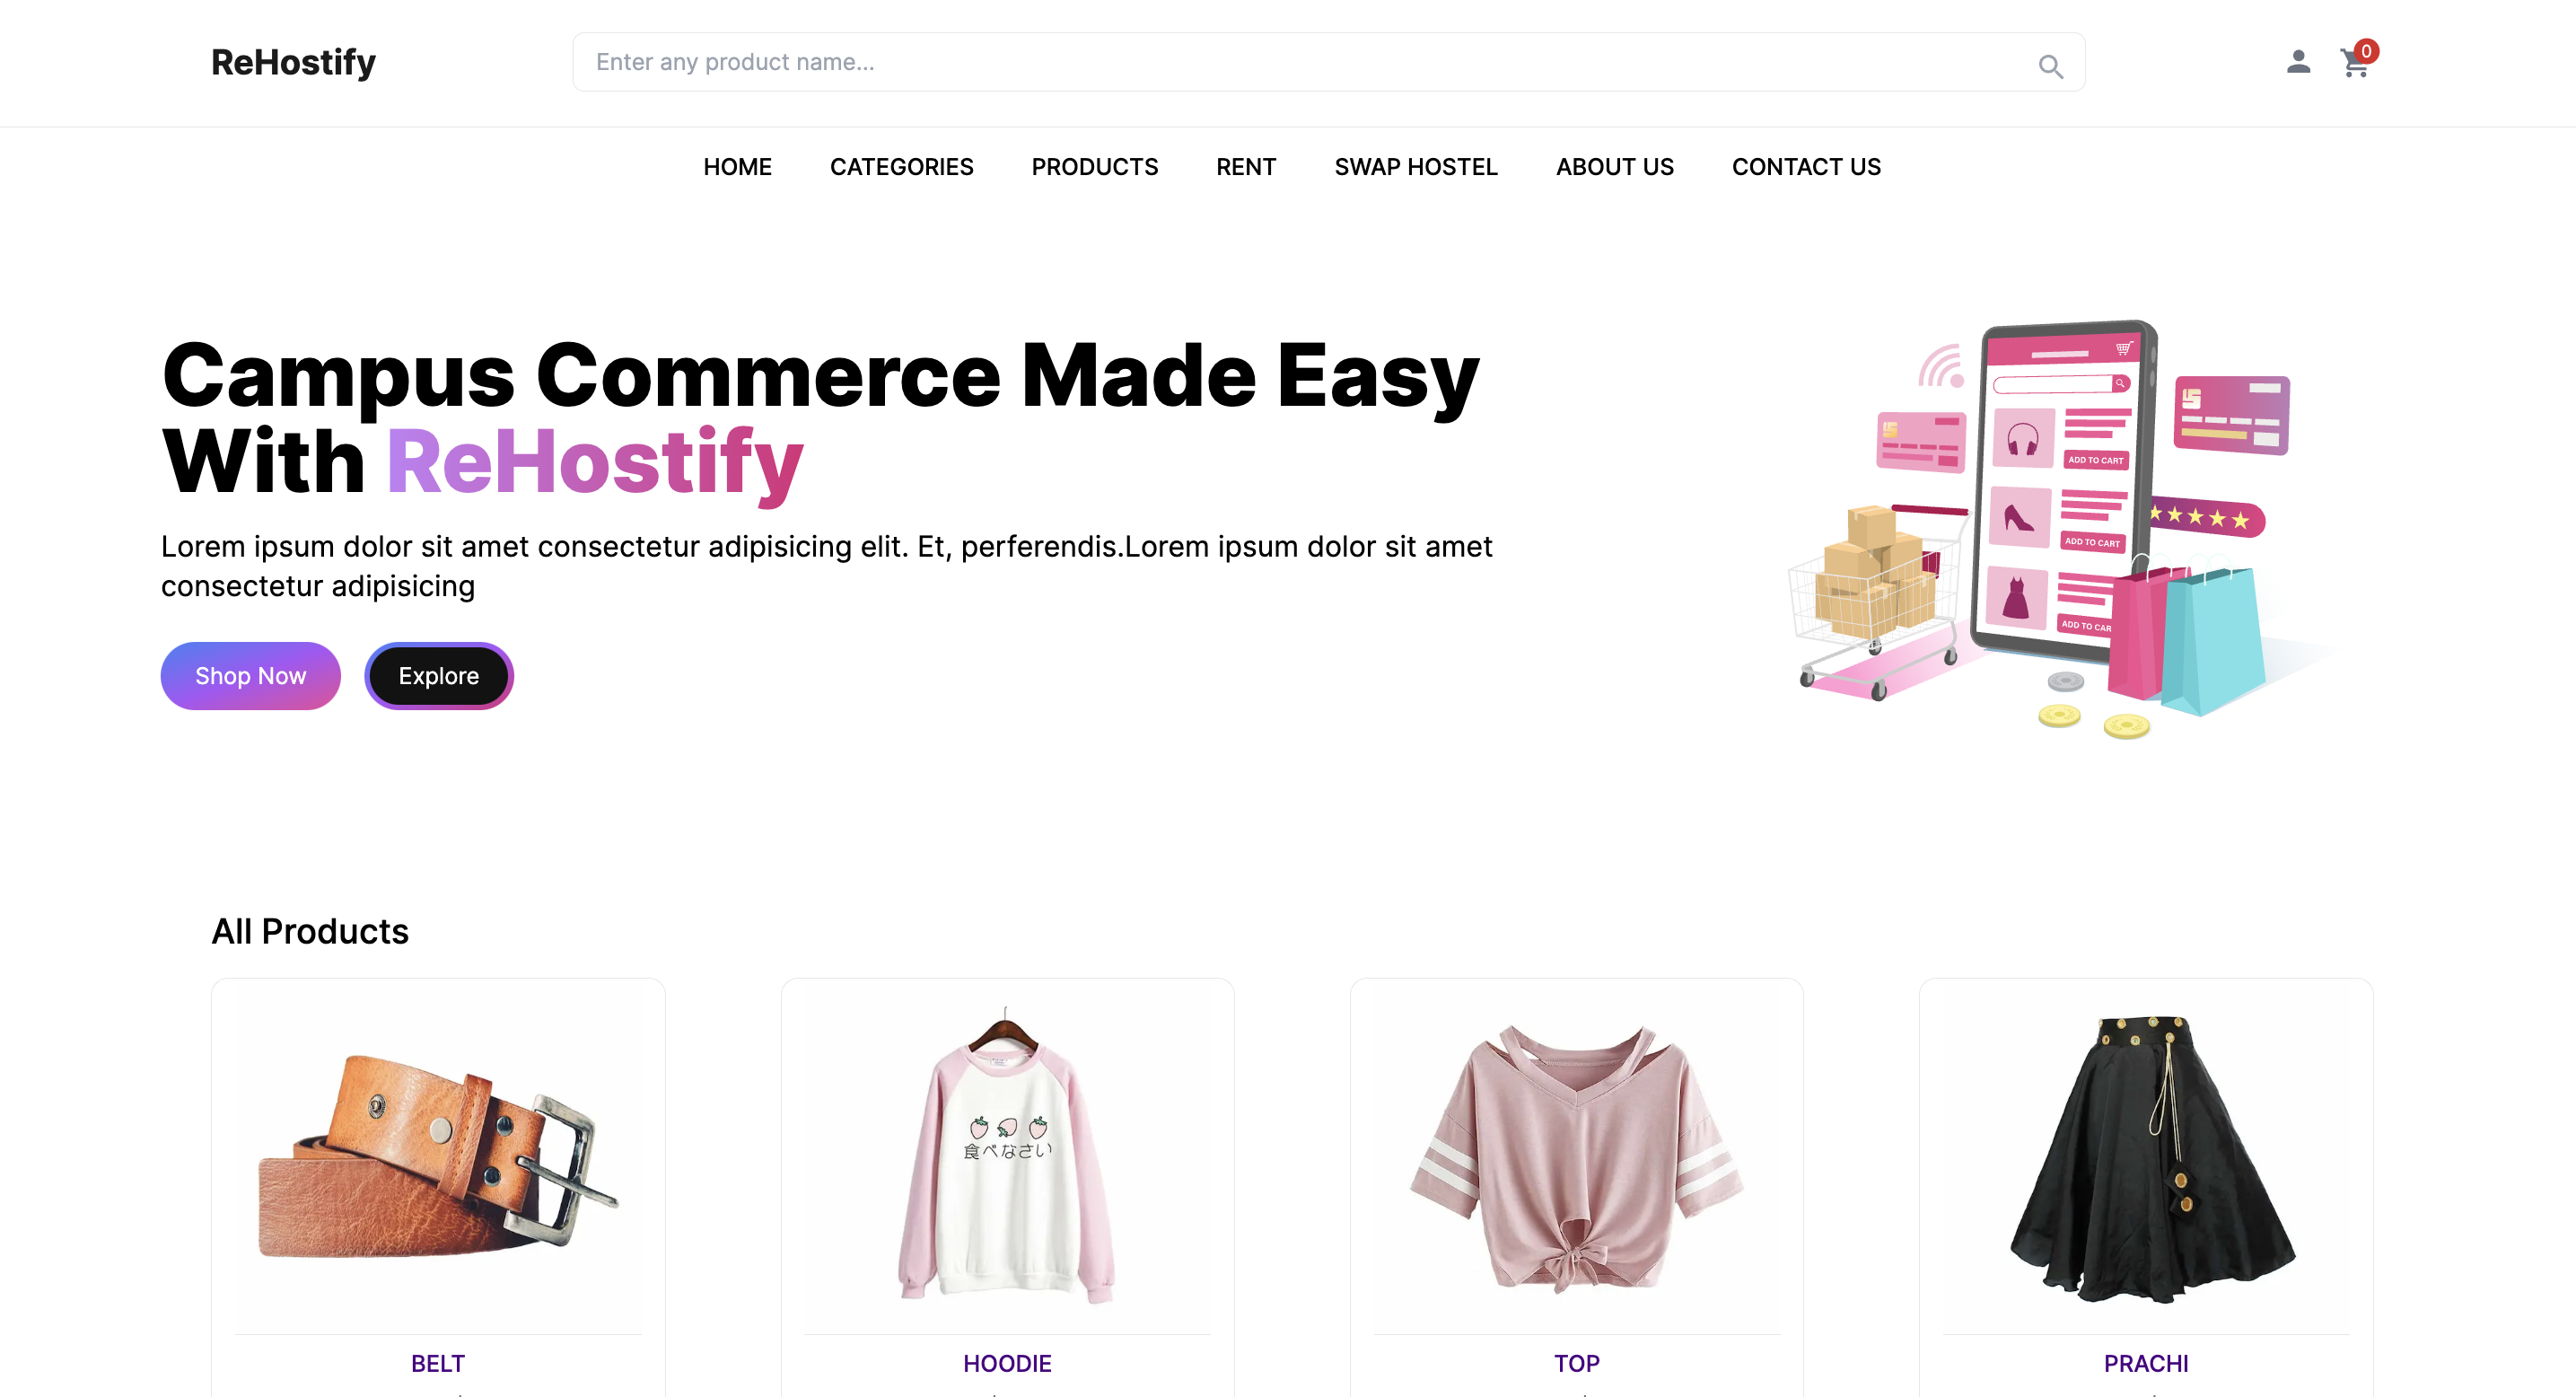 ReHostify
Enter any product name...
0
HOME CATEGORIES PRODUCTS RENT SWAP HOSTEL ABOUT US CONTACT US
Campus Commerce Made Easy
With ReHostify
Lorem ipsum dolor sit amet consectetur adipisicing elit. Et, perferendis.Lorem ipsum dolor sit amet
consectetur adipisicing
Shop Now Explore
ADD TO CART
ADD TO CART
ADD TO CAR
All Products
食べなさい
BELT HOODIE TOP PRACHI